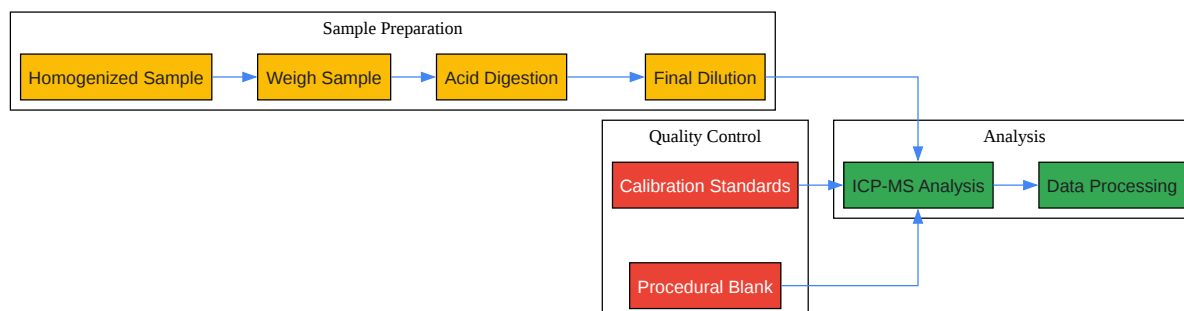 Sample Preparation
Homogenized Sample
Weigh Sample
Acid Digestion
Final Dilution
Quality Control
Calibration Standards
Procedural Blank
Analysis
ICP-MS Analysis
Data Processing